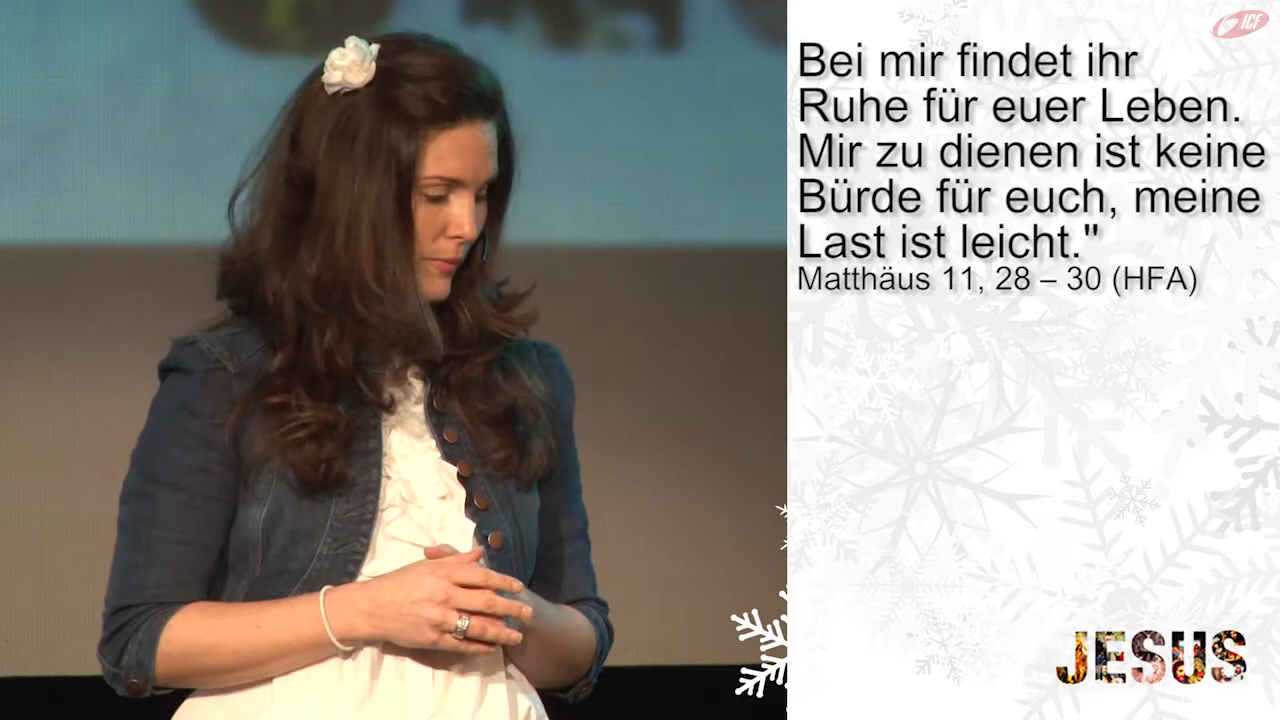 ICF
Bei mir findet ihr
Ruhe für euer Leben.
Mir zu dienen ist keine
Bürde für euch, meine
Last ist leicht."
Matthäus 11, 28 – 30 (HFA)
JESUS